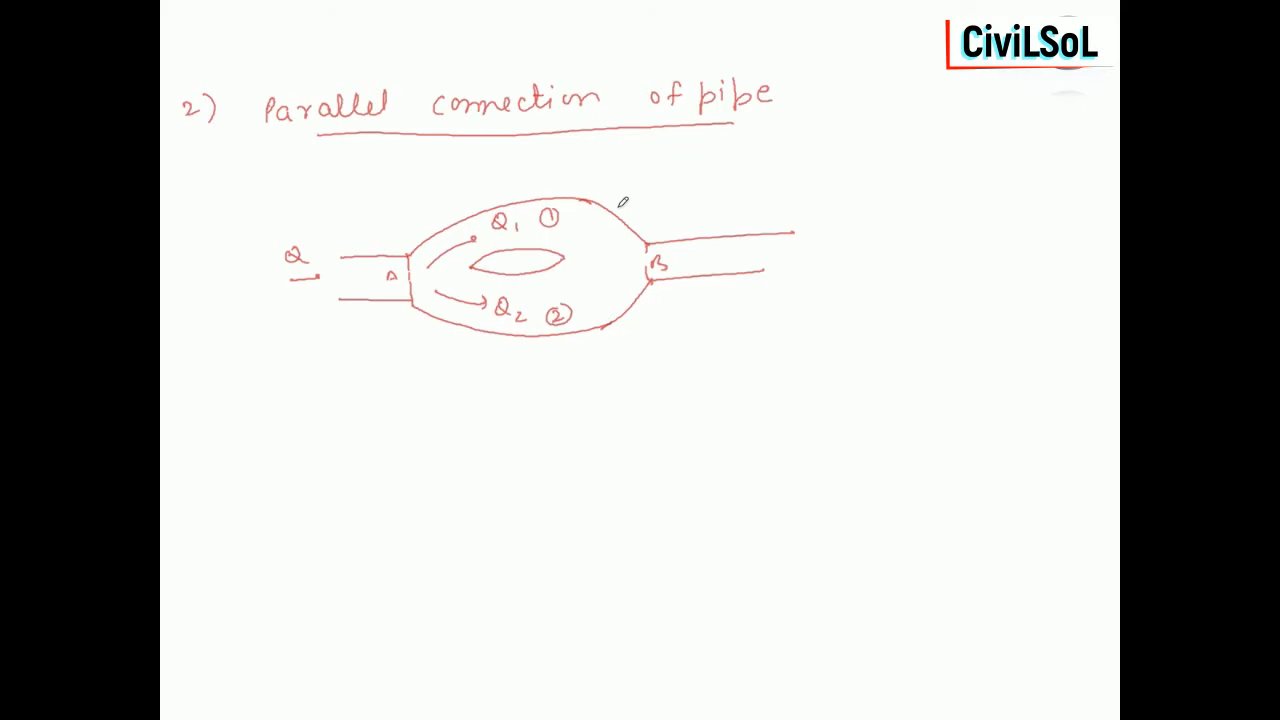 CiviLSoL
2) Parallel connection of pipe
Q
Q1 ①
A
B
Q2 ②